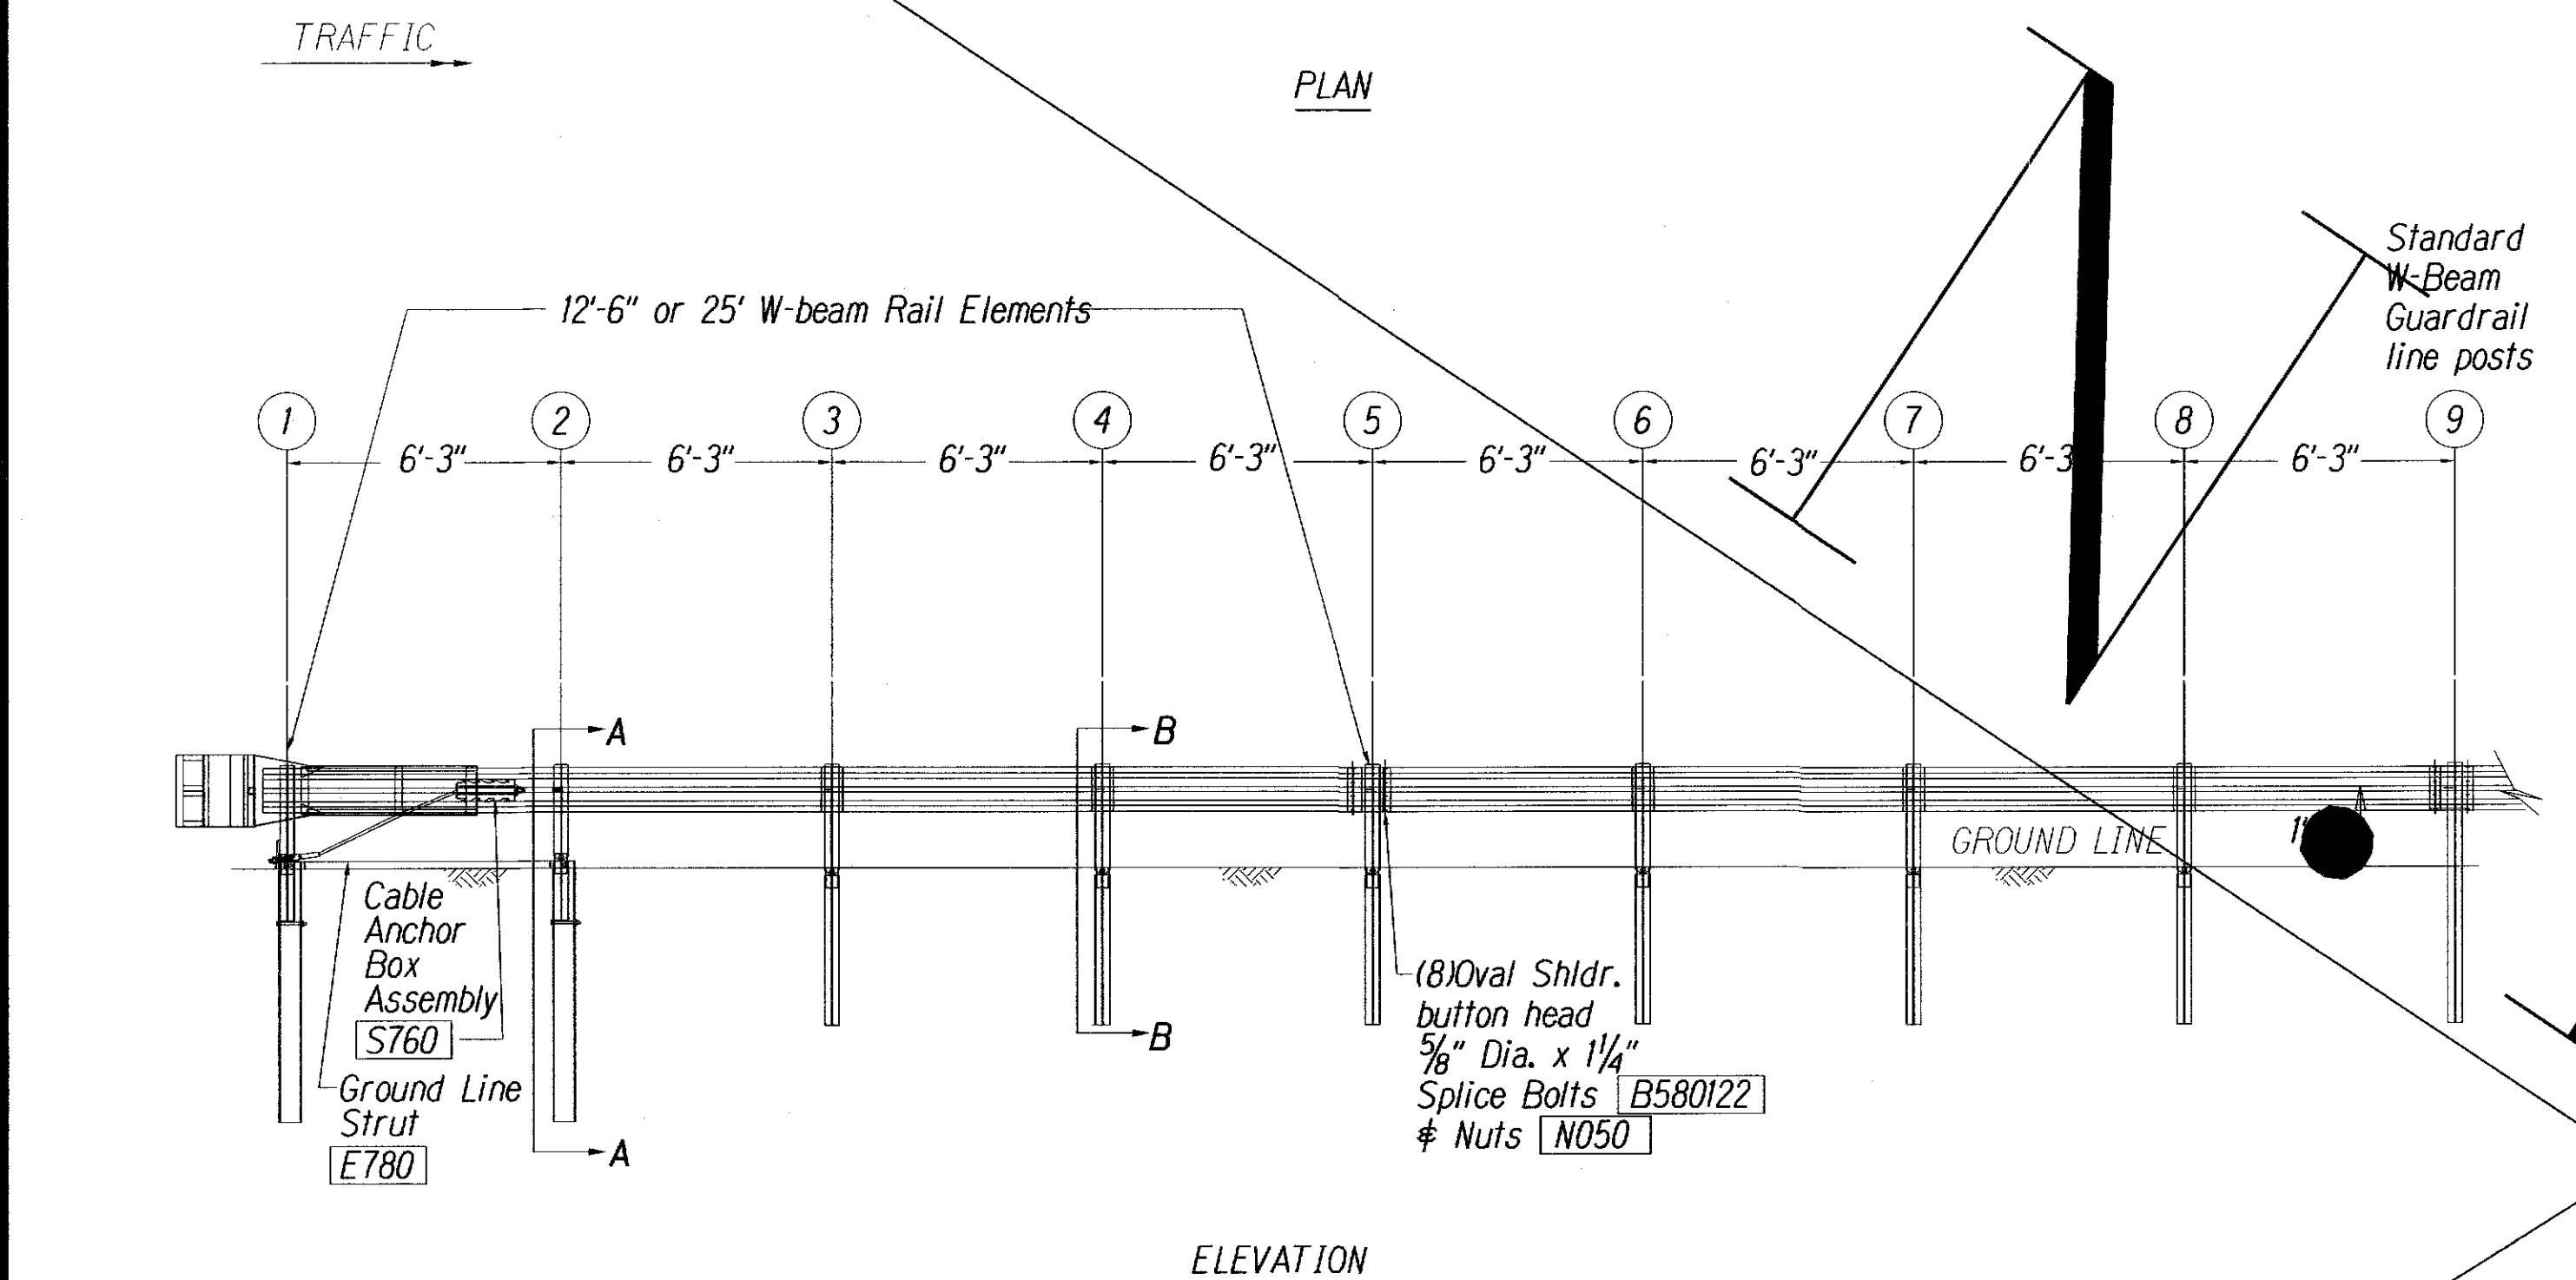 TRAFFIC
PLAN
Standard
W-Beam
Guardrail
line posts
12'-6" or 25' W-beam Rail Elements
1 2 3 4 5 6 7 8 9
6'-3" 6'-3" 6'-3" 6'-3" 6'-3" 6'-3" 6'-3 6'-3"
A B
GROUND LINE
Cable
Anchor
Box
Assembly
S760
Ground Line
Strut
E780
A
B
(8)Oval Shldr.
button head
5/8" Dia. x 1 1/4"
Splice Bolts B580122
& Nuts N050
ELEVATION